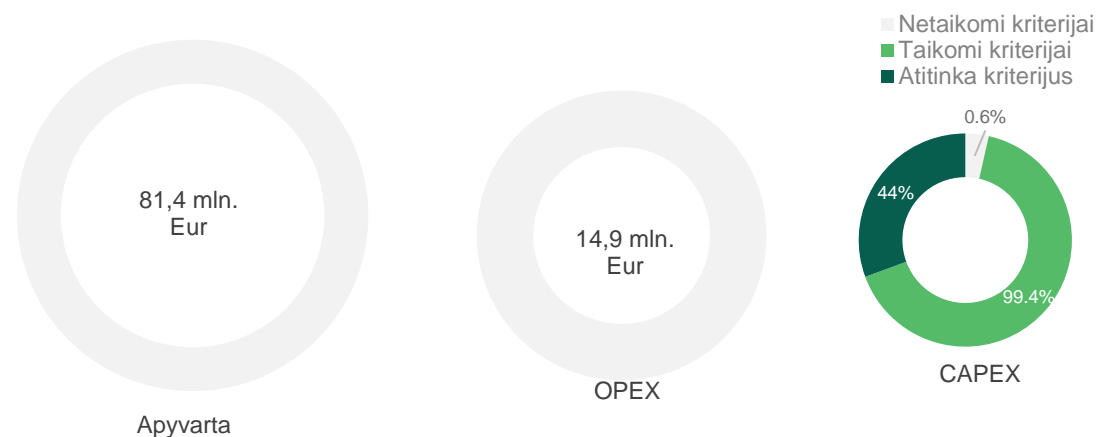 Netaikomi kriterijai
Taikomi kriterijai
Atitinka kriterijus
81,4 mln.
Eur
Apyvarta
14,9 mln.
Eur
OPEX
0.6%
44%
99.4%
CAPEX